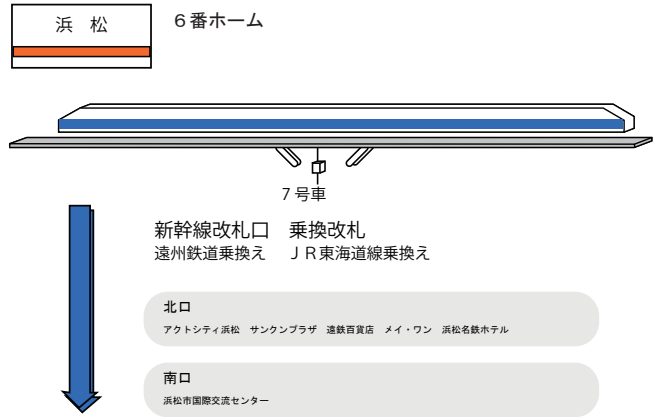 浜 松
6番ホーム
7号車
新幹線改札口 乗換改札
遠州鉄道乗換え JR東海道線乗換え
北口
アクトシティ浜松 サンクンプラザ 遠鉄百貨店 メイ・ワン 浜松名鉄ホテル
南口
浜松市国際交流センター